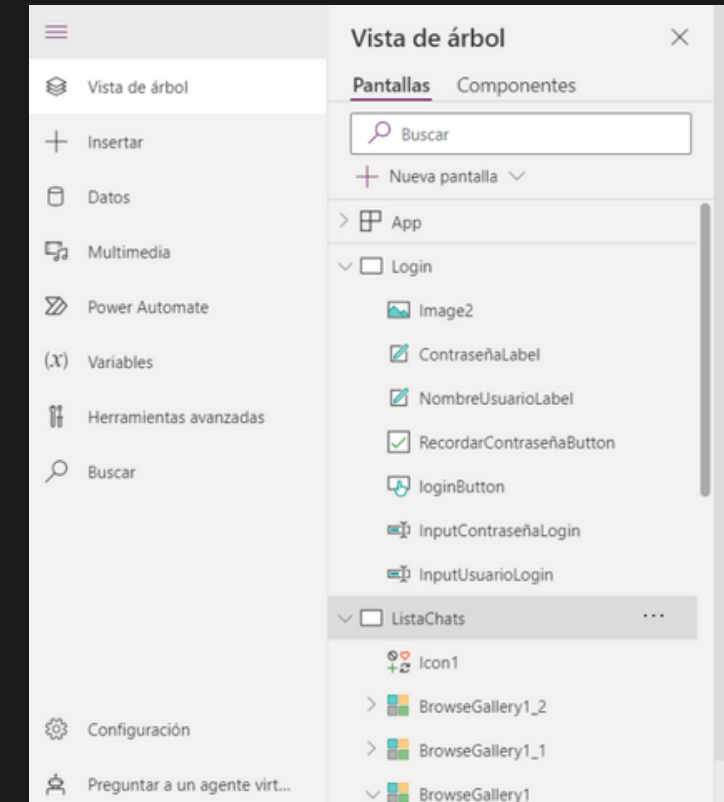 Vista de árbol
Insertar
Datos
Multimedia
Power Automate
(x) Variables
Herramientas avanzadas
Buscar
Configuración
Preguntar a un agente virt...
Vista de árbol
Pantallas Componentes
Buscar
Nueva pantalla
App
Login
Image2
ContraseñaLabel
NombreUsuarioLabel
RecordarContraseñaButton
loginButton
InputContraseñaLogin
InputUsuarioLogin
ListaChats ...
Icon1
BrowseGallery1_2
BrowseGallery1_1
BrowseGallery1